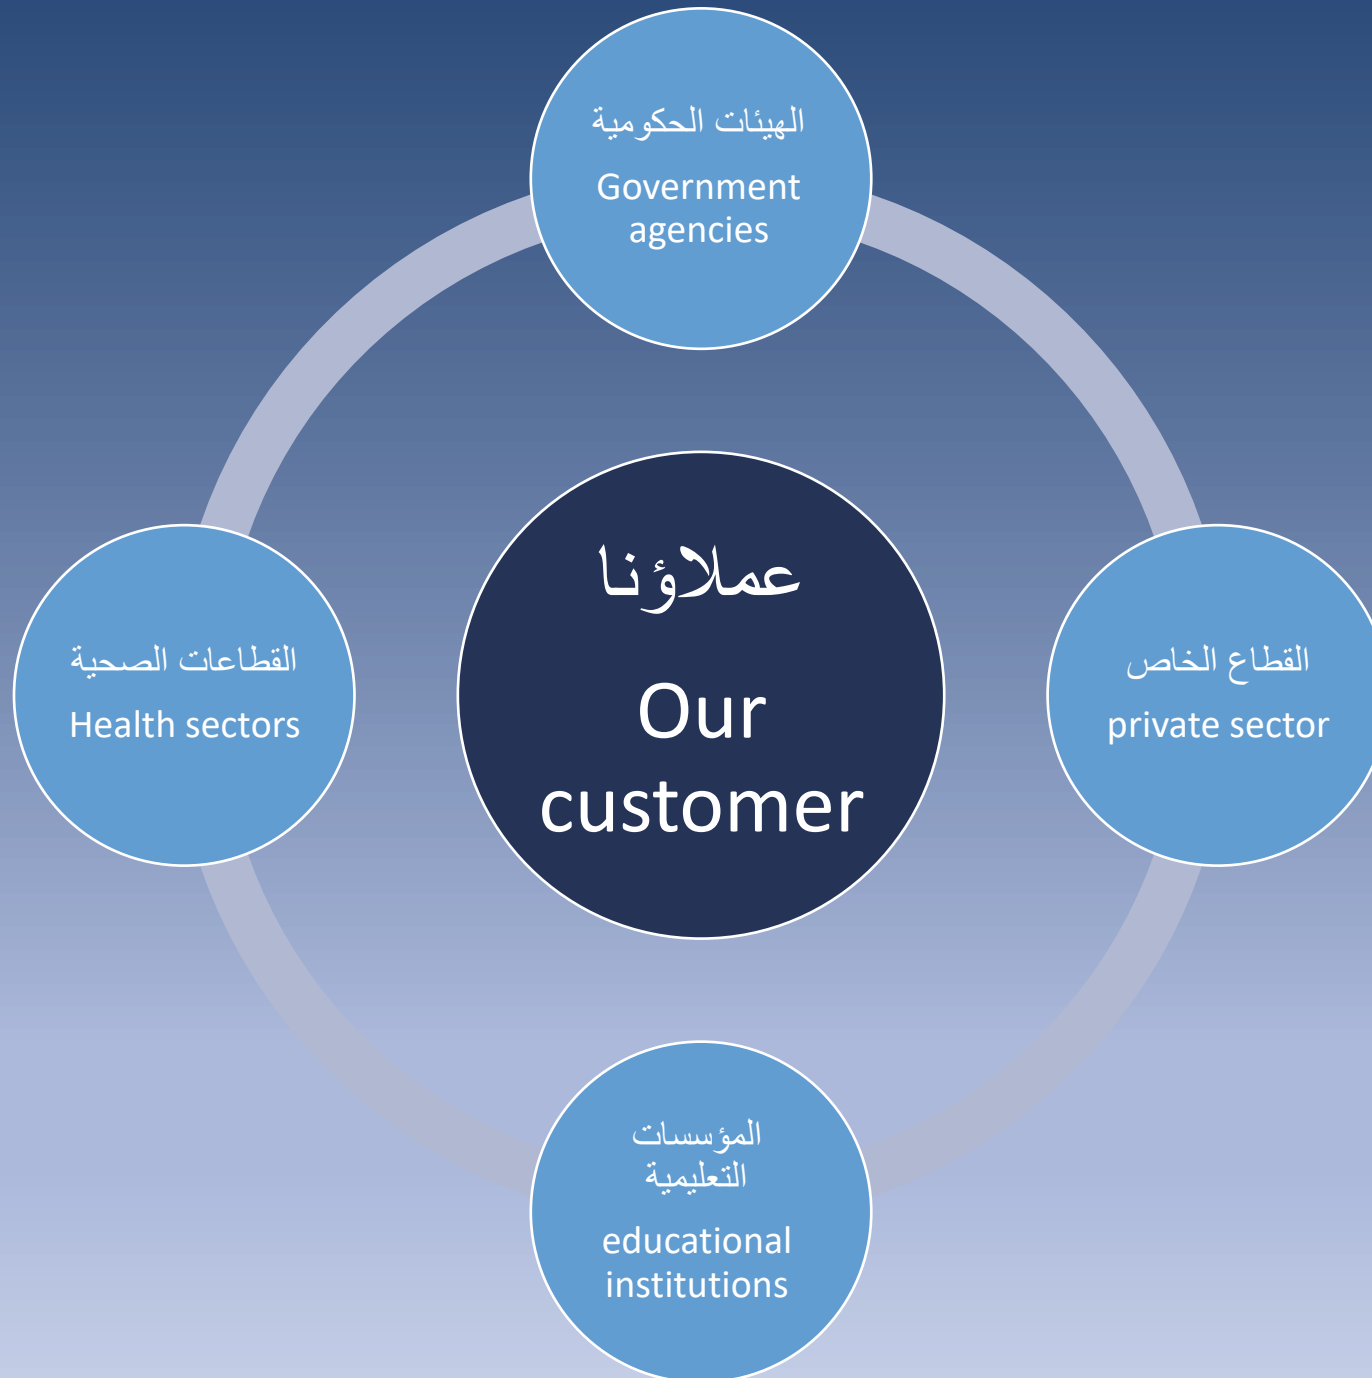 الهيئات الحكومية
Government
agencies
عملاؤنا
Our
customer
القطاعات الصحية
Health sectors
القطاع الخاص
private sector
المؤسسات
التعليمية
educational
institutions